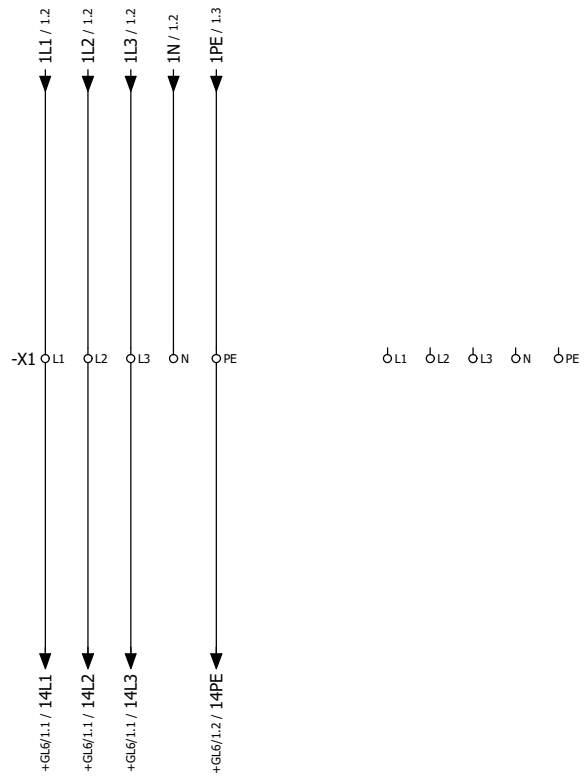 1L1 / 1.2
1L2 / 1.2
1L3 / 1.2
1N / 1.2
1PE / 1.3
-X1 L1 L2 L3 N PE L1 L2 L3 N PE
+GL6/1.1 / 14L1
+GL6/1.1 / 14L2
+GL6/1.1 / 14L3
+GL6/1.2 / 14PE